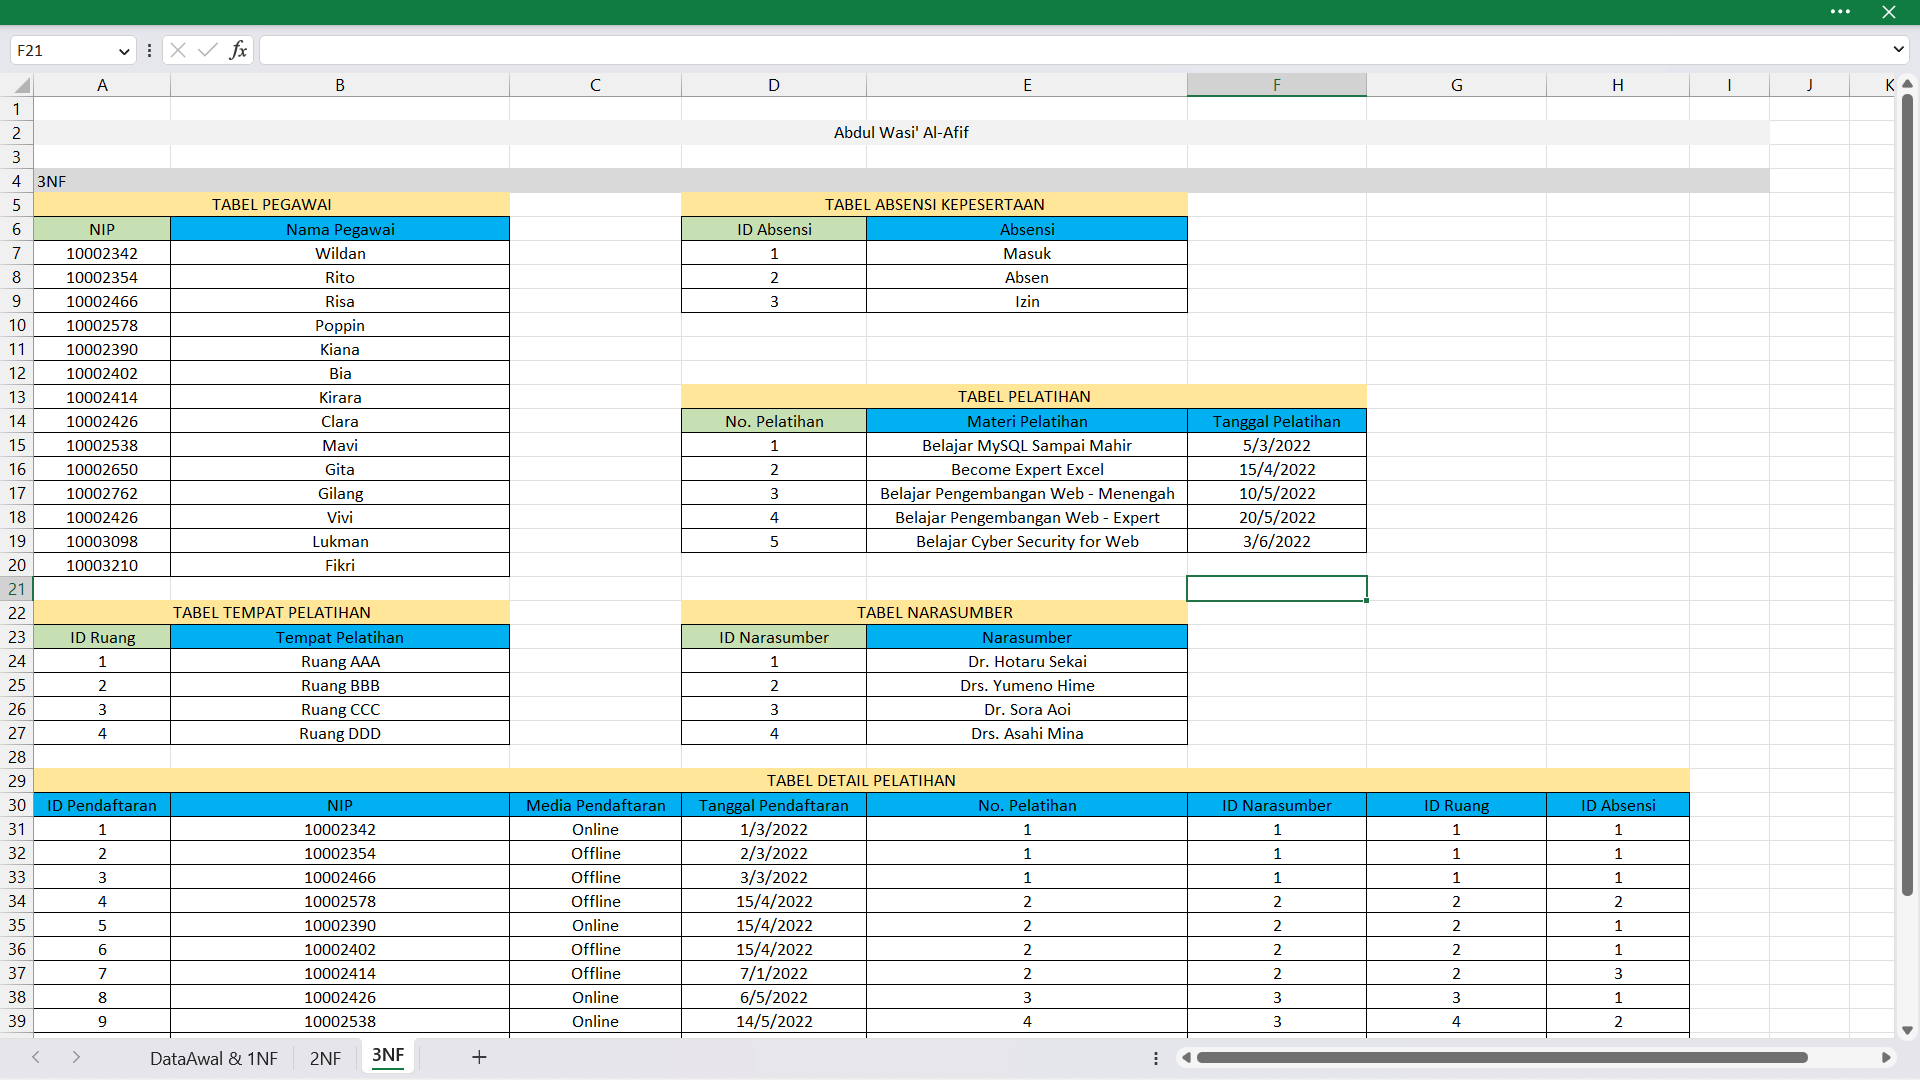 F21
fx
A B C D E F G H I J K
1
2 Abdul Wasi' Al-Afif
3
4 3NF
5 TABEL PEGAWAI TABEL ABSENSI KEPESERTAAN
6 NIP Nama Pegawai ID Absensi Absensi
7 10002342 Wildan 1 Masuk
8 10002354 Rito 2 Absen
9 10002466 Risa 3 Izin
10 10002578 Poppin
11 10002390 Kiana
12 10002402 Bia
13 10002414 Kirara TABEL PELATIHAN
14 10002426 Clara No. Pelatihan Materi Pelatihan Tanggal Pelatihan
15 10002538 Mavi 1 Belajar MySQL Sampai Mahir 5/3/2022
16 10002650 Gita 2 Become Expert Excel 15/4/2022
17 10002762 Gilang 3 Belajar Pengembangan Web - Menengah 10/5/2022
18 10002426 Vivi 4 Belajar Pengembangan Web - Expert 20/5/2022
19 10003098 Lukman 5 Belajar Cyber Security for Web 3/6/2022
20 10003210 Fikri
21
22 TABEL TEMPAT PELATIHAN TABEL NARASUMBER
23 ID Ruang Tempat Pelatihan ID Narasumber Narasumber
24 1 Ruang AAA 1 Dr. Hotaru Sekai
25 2 Ruang BBB 2 Drs. Yumeno Hime
26 3 Ruang CCC 3 Dr. Sora Aoi
27 4 Ruang DDD 4 Drs. Asahi Mina
28
29 TABEL DETAIL PELATIHAN
30 ID Pendaftaran NIP Media Pendaftaran Tanggal Pendaftaran No. Pelatihan ID Narasumber ID Ruang ID Absensi
31 1 10002342 Online 1/3/2022 1 1 1 1
32 2 10002354 Offline 2/3/2022 1 1 1 1
33 3 10002466 Offline 3/3/2022 1 1 1 1
34 4 10002578 Offline 15/4/2022 2 2 2 2
35 5 10002390 Online 15/4/2022 2 2 2 1
36 6 10002402 Offline 15/4/2022 2 2 2 1
37 7 10002414 Offline 7/1/2022 2 2 2 3
38 8 10002426 Online 6/5/2022 3 3 3 1
39 9 10002538 Online 14/5/2022 4 3 4 2
DataAwal & 1NF 2NF 3NF +